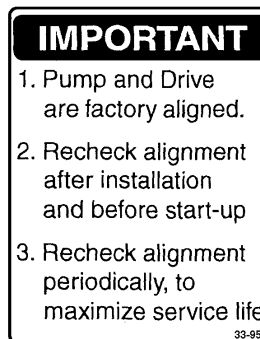 IMPORTANT
1. Pump and Drive
are factory aligned.
2. Recheck alignment
after installation
and before start-up
3. Recheck alignment
periodically, to
maximize service life
33-95